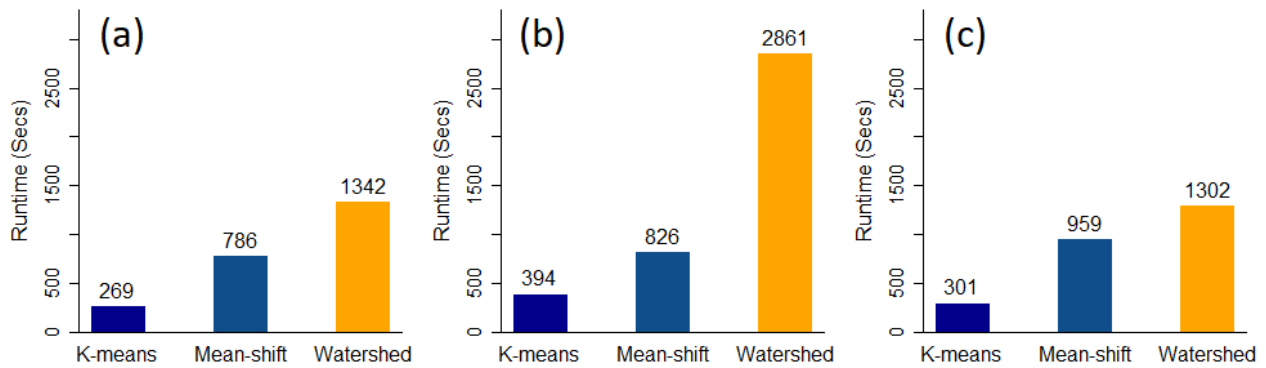 (a)
Runtime (Secs)
2500
1500
500
0
269
786
1342
K-means Mean-shift Watershed
(b)
Runtime (Secs)
2500
1500
500
0
394
826
2861
K-means Mean-shift Watershed
(c)
Runtime (Secs)
2500
1500
500
0
301
959
1302
K-means Mean-shift Watershed